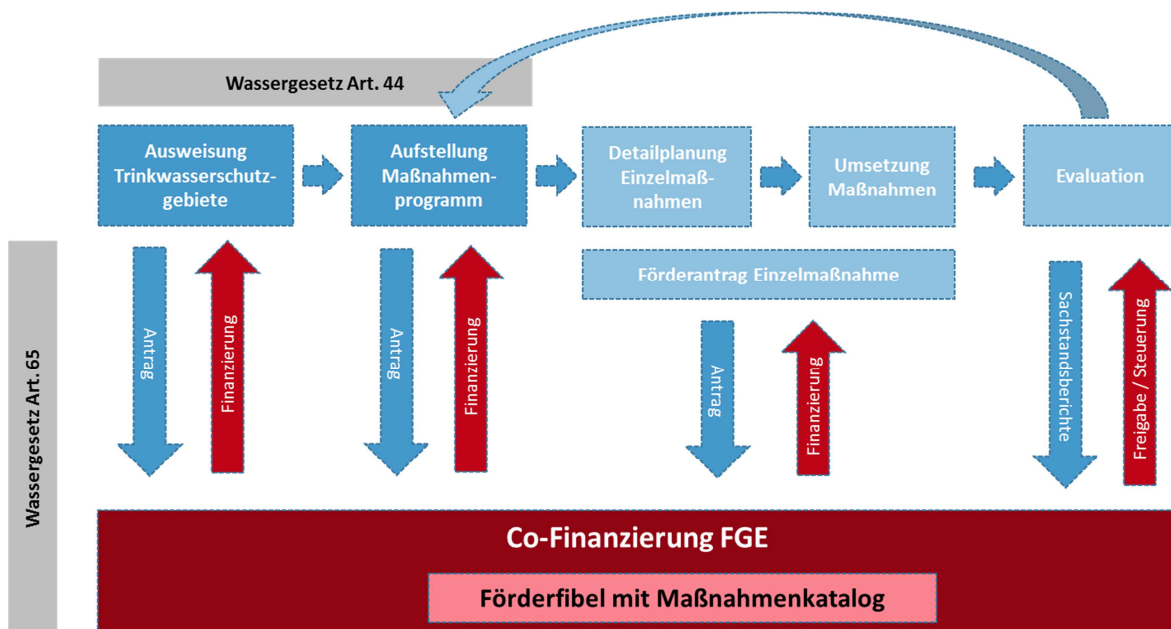 Wassergesetz Art. 44
Ausweisung
Trinkwasserschutz-
gebiete
Aufstellung
Maßnahmen-
programm
Detailplanung
Einzelmaß-
nahmen
Umsetzung
Maßnahmen
Evaluation
Förderantrag Einzelmaßnahme
Wassergesetz Art. 65
Antrag
Finanzierung
Antrag
Finanzierung
Antrag
Finanzierung
Sachstandsberichte
Freigabe / Steuerung
Co-Finanzierung FGE
Förderfibel mit Maßnahmenkatalog